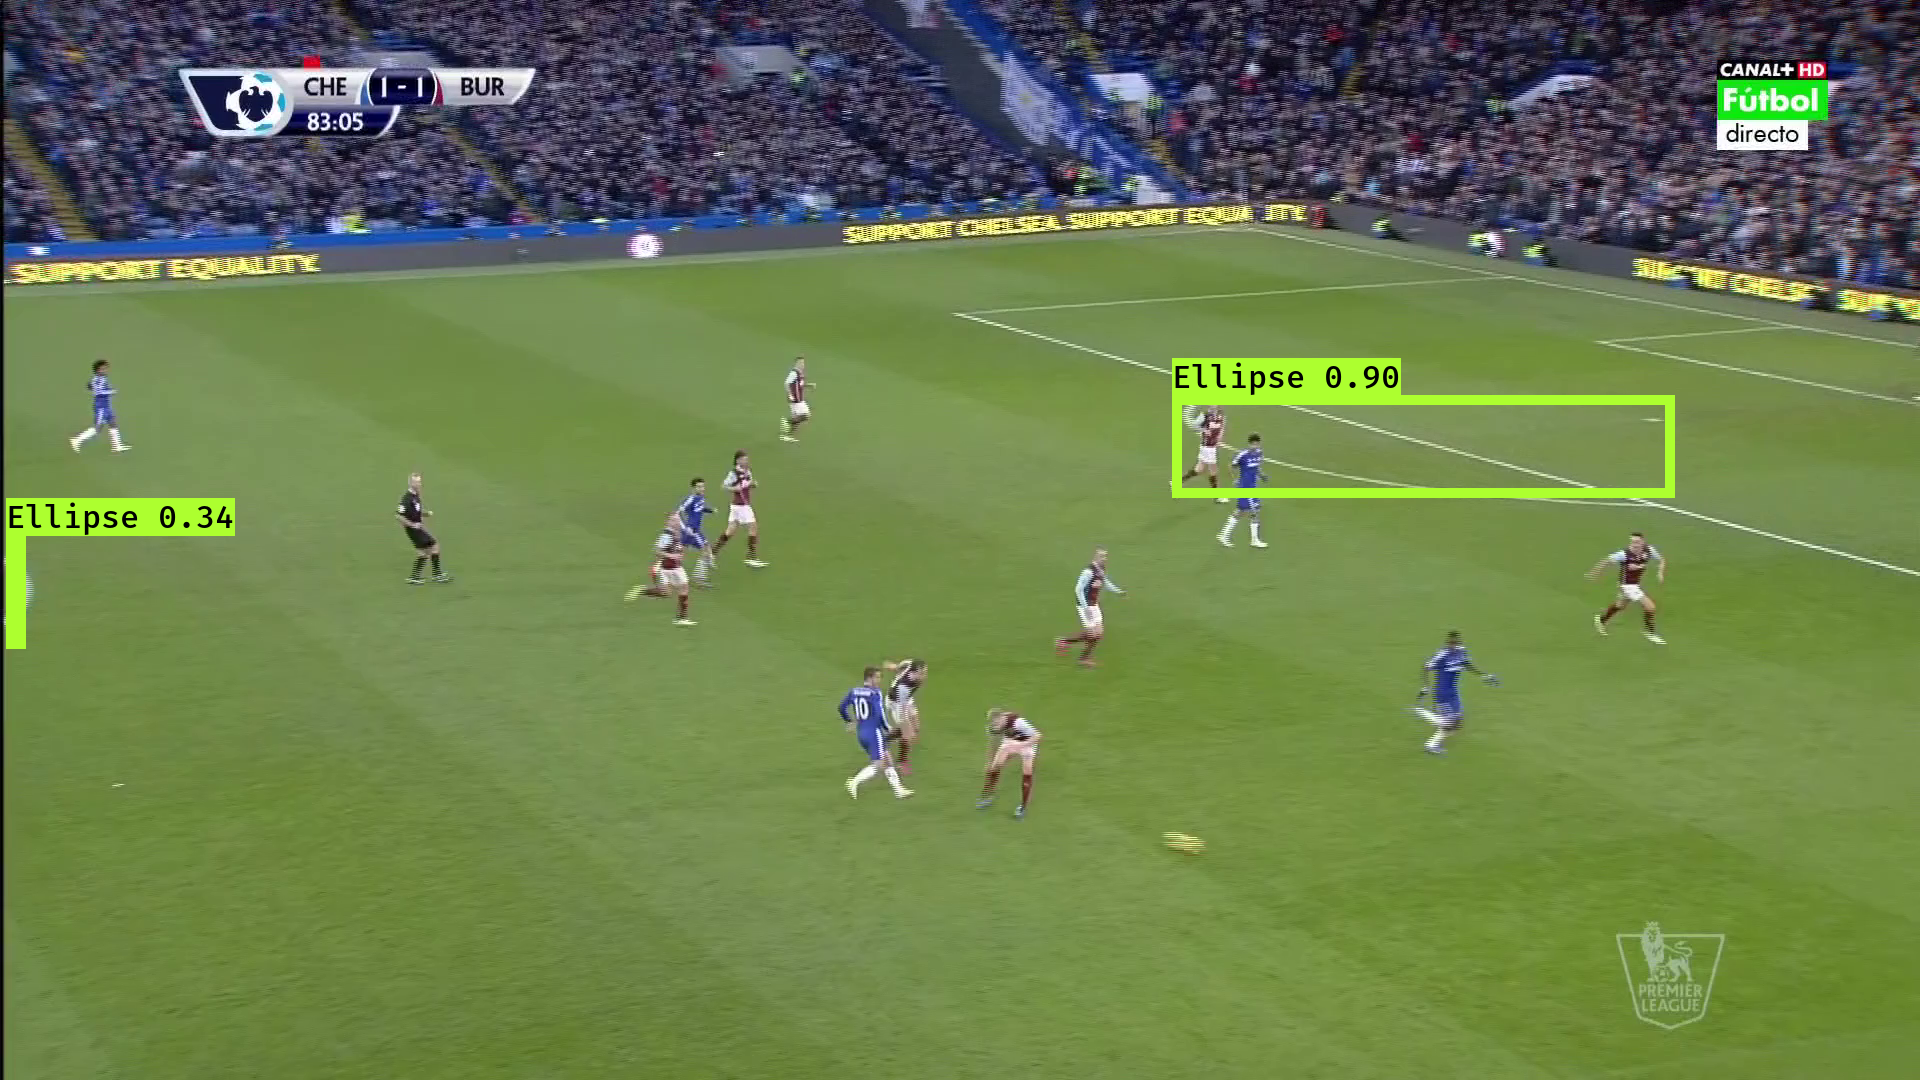 CHE 1 - 1 BUR
83:05
CANAL+ HD
Fútbol
directo
SUPPORT CHELSEA. SUPPORT EQUALITY.
SUPPORT EQUALITY.
Ellipse 0.90
Ellipse 0.34
10
PREMIER
LEAGUE